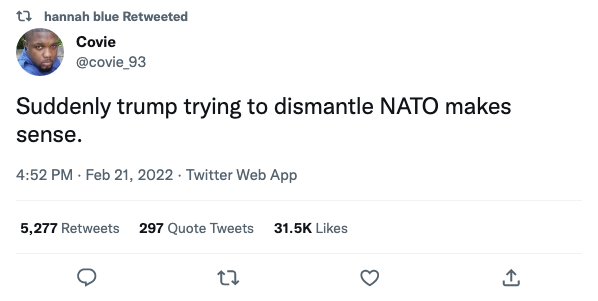 hannah blue Retweeted
Covie
@covie_93
Suddenly trump trying to dismantle NATO makes
sense.
4:52 PM · Feb 21, 2022 · Twitter Web App
5,277 Retweets 297 Quote Tweets 31.5K Likes